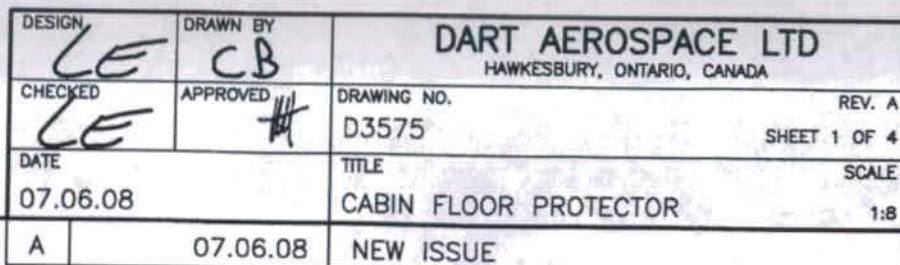 DESIGN
LE
DRAWN BY
CB
DART AEROSPACE LTD
HAWKESBURY, ONTARIO, CANADA
CHECKED
LE
APPROVED
DRAWING NO.
REV. A
D3575
SHEET 1 OF 4
DATE
07.06.08
TITLE
SCALE
CABIN FLOOR PROTECTOR
1:8
A
07.06.08
NEW ISSUE